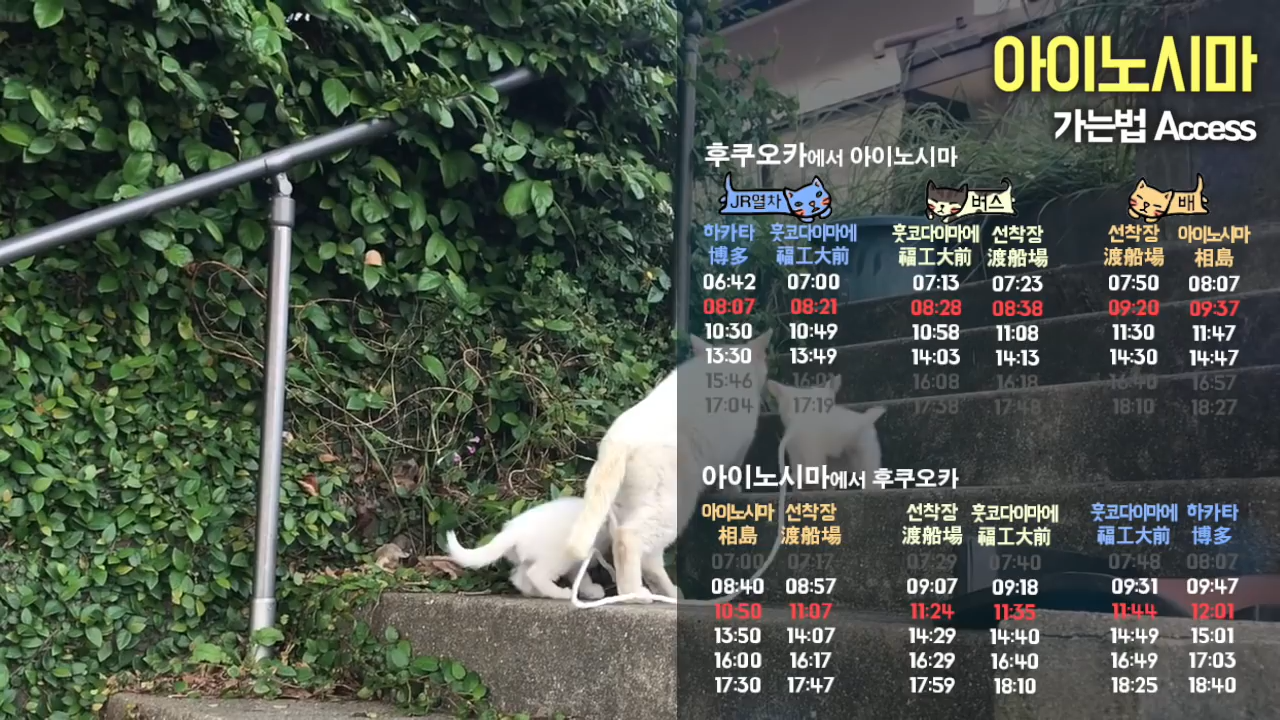 아이노시마
가는법 Access
후쿠오카에서 아이노시마
JR열차 버스 배
하카타 훗코다이마에 훗코다이마에 선착장 선착장 아이노시마
博多 福工大前 福工大前 渡船場 渡船場 相島
06:42 07:00 07:13 07:23 07:50 08:07
08:07 08:21 08:28 08:38 09:20 09:37
10:30 10:49 10:58 11:08 11:30 11:47
13:30 13:49 14:03 14:13 14:30 14:47
15:46 16:01 16:08 16:18 16:40 16:57
17:04 17:19 17:38 17:48 18:10 18:27
아이노시마에서 후쿠오카
아이노시마 선착장 선착장 훗코다이마에 훗코다이마에 하카타
相島 渡船場 渡船場 福工大前 福工大前 博多
07:00 07:17 07:29 07:40 07:48 08:07
08:40 08:57 09:07 09:18 09:31 09:47
10:50 11:07 11:24 11:35 11:44 12:01
13:50 14:07 14:29 14:40 14:49 15:01
16:00 16:17 16:29 16:40 16:49 17:03
17:30 17:47 17:59 18:10 18:25 18:40